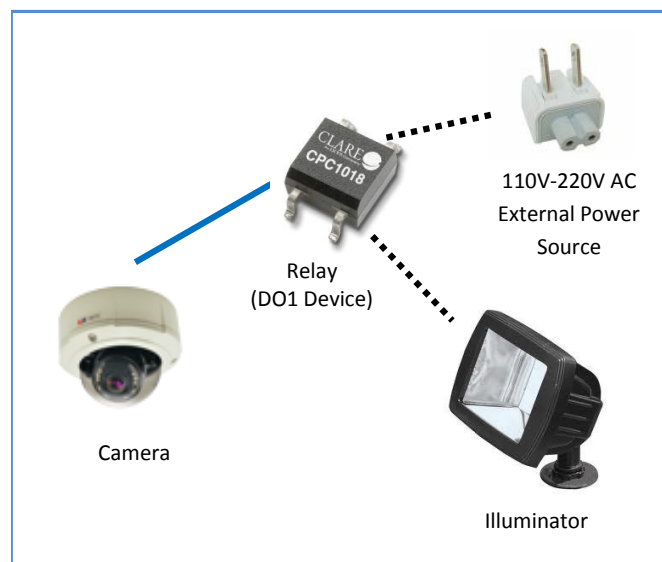 CLARE
CPC1018
110V-220V AC
External Power
Source
Relay
(DO1 Device)
Camera
Illuminator